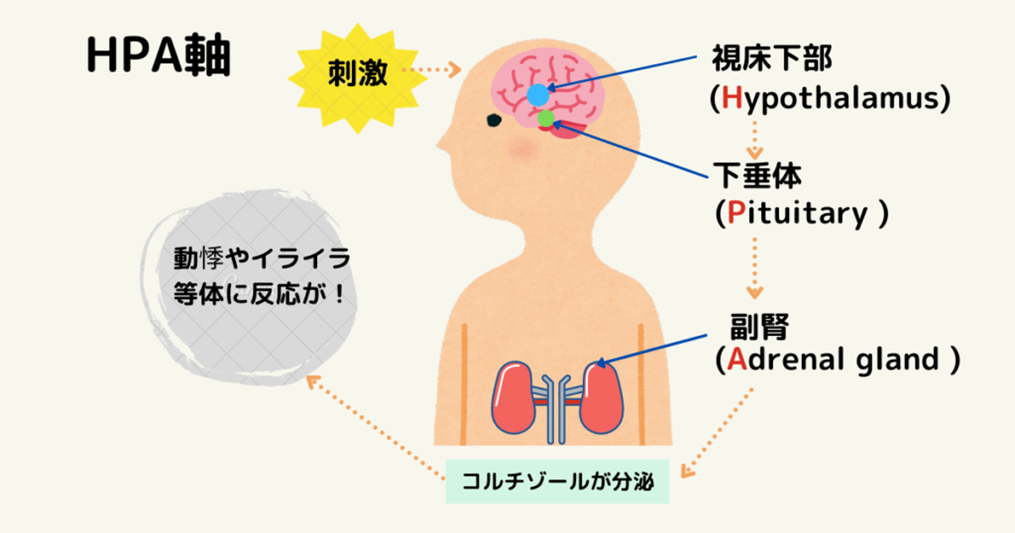 HPA軸
刺激
視床下部
(Hypothalamus)
下垂体
(Pituitary )
副腎
(Adrenal gland )
コルチゾールが分泌
動悸やイライラ
等体に反応が！